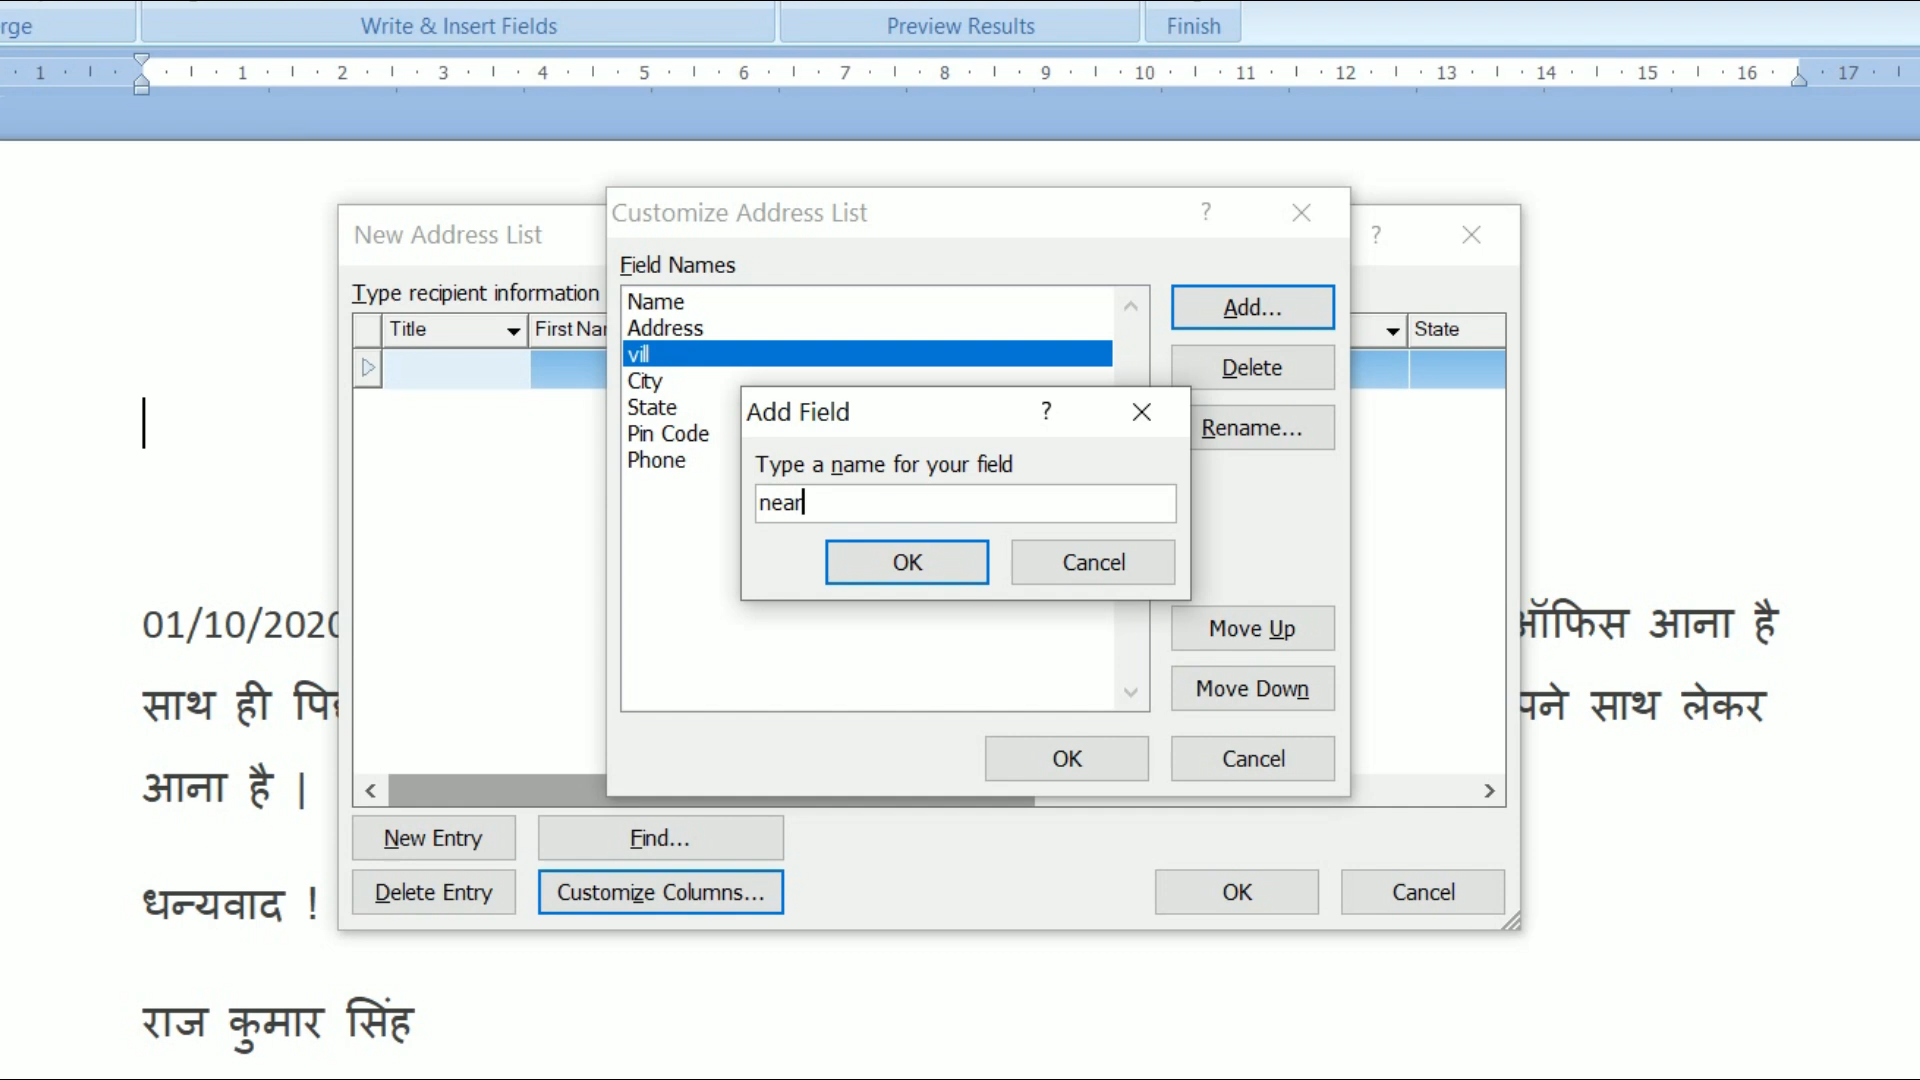 rge
Write & Insert Fields
Preview Results
Finish
1 1 2 3 4 5 6 7 8 9 10 11 12 13 14 15 16 17
Customize Address List
?
New Address List
?
Field Names
Type recipient information
Name
Add...
Title
First Nar
Address
State
vill
Delete
City
State
Add Field
?
Rename...
Pin Code
Phone
Type a name for your field
near
OK
Cancel
01/10/2020
ऑफिस आना है
Move Up
Move Down
साथ ही
पने साथ लेकर
OK
Cancel
आना है |
New Entry
Find...
Delete Entry
Customize Columns...
OK
Cancel
धन्यवाद !
राज कुमार सिंह